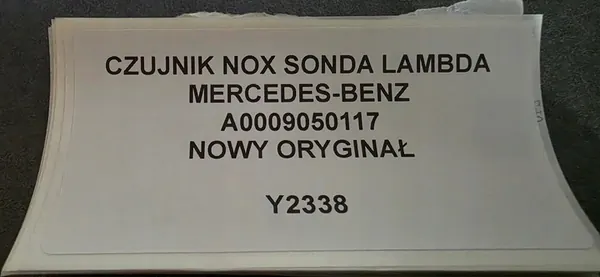 CZUJNIK NOX SONDA LAMBDA
MERCEDES-BENZ
A0009050117
NOWY ORYGINAŁ
Y2338